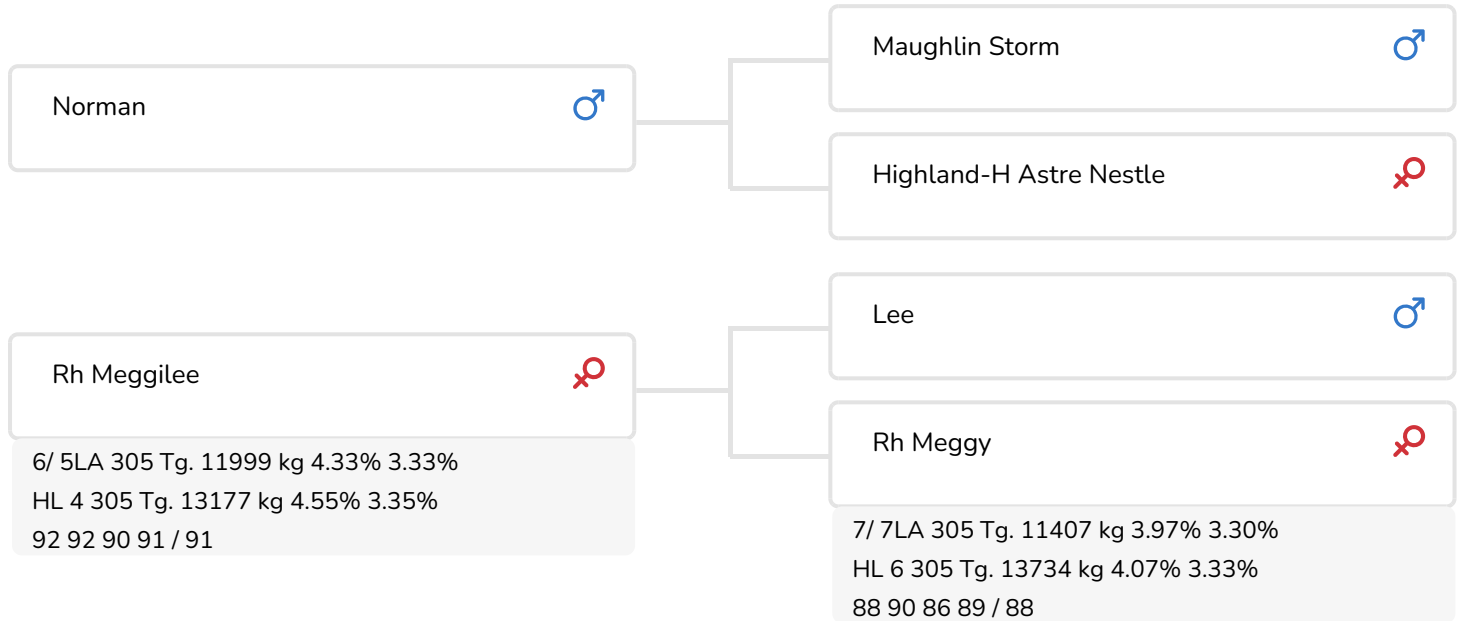 Maughlin Storm
Norman
Highland-H Astre Nestle
Lee
Rh Meggilee
Rh Meggy
6/ 5LA 305 Tg. 11999 kg 4.33% 3.33%
HL 4 305 Tg. 13177 kg 4.55% 3.35%
92 92 90 91 / 91
7/ 7LA 305 Tg. 11407 kg 3.97% 3.30%
HL 6 305 Tg. 13734 kg 4.07% 3.33%
88 90 86 89 / 88